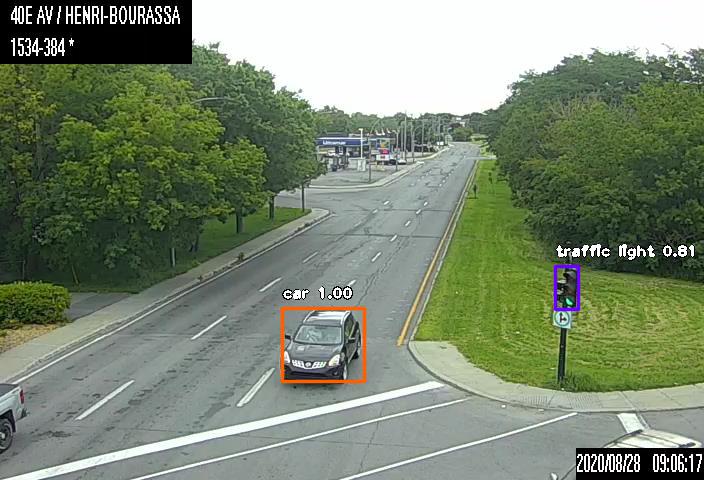 40E AV / HENRI-BOURASSA
1534-384 *
Ultramar
traffic light 0.81
car 1.00
2020/08/28 09:06:17